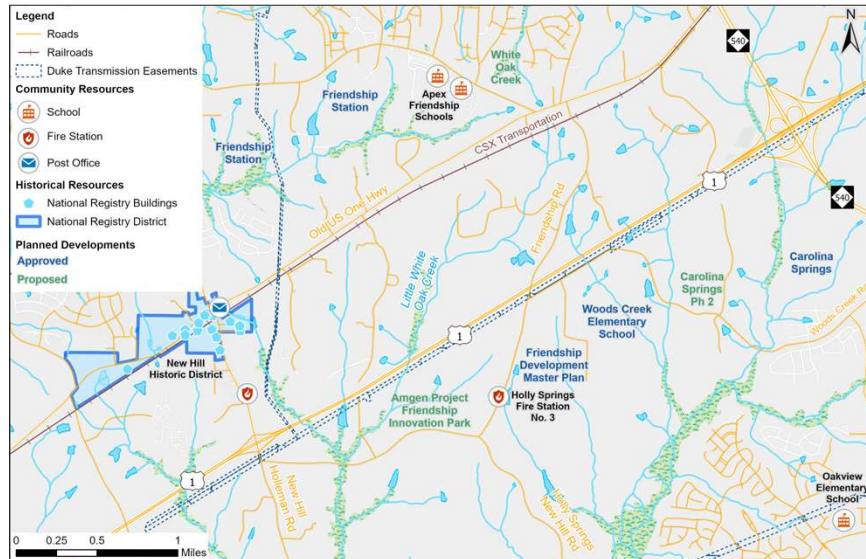 Legend
Roads
Railroads
Duke Transmission Easements
Community Resources
School
Fire Station
Post Office
Historical Resources
National Registry Buildings
National Registry District
Planned Developments
Approved
Proposed
N
540
White
Oak
Creek
Apex
Friendship
Schools
Friendship
Station
Friendship
Station
CSX Transportation
Old US One Hwy
Friendship Rd
1
540
Little White
Oak Creek
Carolina
Springs
Carolina
Springs
Ph 2
Woods Creek
Elementary
School
Woods Creek Rd
New Hill
Historic District
1
Friendship
Development
Master Plan
Amgen Project
Friendship
Innovation Park
Holly Springs
Fire Station
No. 3
1
New Hill
Holleman Rd
Holly Springs
New Hill Rd
Oakview
Elementary
School
0 0.25 0.5 1
Miles